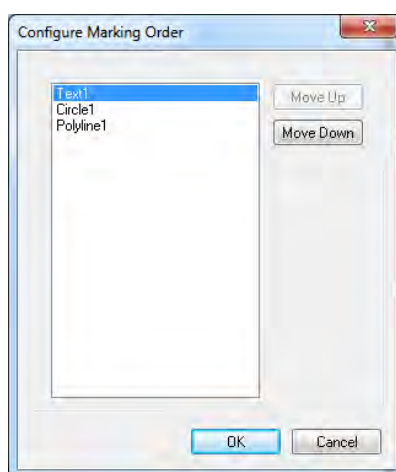 Configure Marking Order
Text1
Circle1
Polyline1
Move Up
Move Down
OK
Cancel